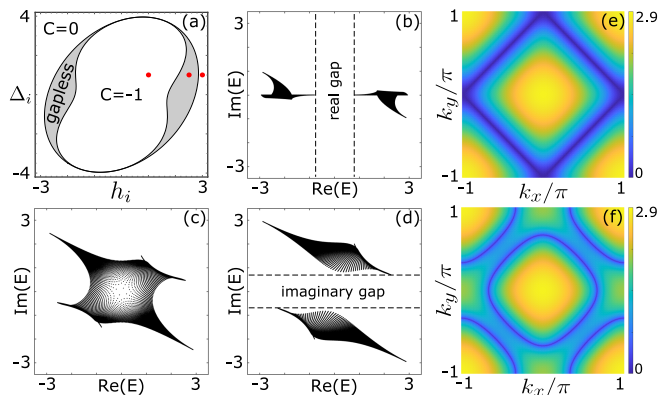 4
C=0
(a)
Δ_i
gapless
C=-1
-4
-3
h_i
3
3
(b)
Im(E)
real gap
-3
-3
Re(E)
3
1
(e)
2.9
k_y/π
-1
0
-1
k_x/π
1
3
(c)
Im(E)
-3
-3
Re(E)
3
3
(d)
Im(E)
imaginary gap
-3
-3
Re(E)
3
1
(f)
2.9
k_y/π
-1
0
-1
k_x/π
1